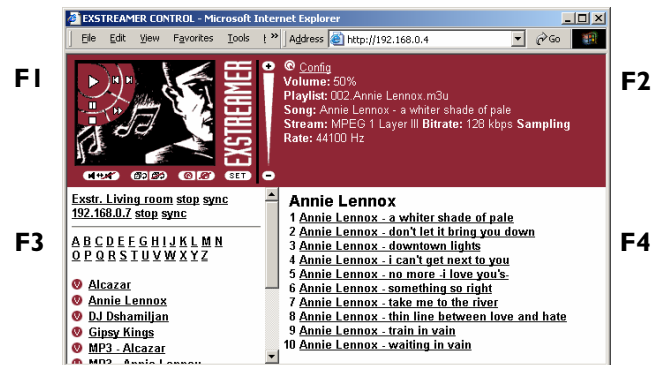 EXSTREAMER CONTROL - Microsoft Internet Explorer
File Edit View Favorites Tools » Address http://192.168.0.4 Go
F1
EXSTREAMER
SET
F2
Config
Volume: 50%
Playlist: 002.Annie Lennox.m3u
Song: Annie Lennox - a whiter shade of pale
Stream: MPEG 1 Layer III Bitrate: 128 kbps Sampling
Rate: 44100 Hz
F3
Exstr. Living room stop sync
192.168.0.7 stop sync
A B C D E F G H I J K L M N
O P Q R S T U V W X Y Z
V Alcazar
V Annie Lennox
V DJ Dshamiljan
V Gipsy Kings
V MP3 - Alcazar
V MP3 - Annie Lennox
F4
Annie Lennox
1 Annie Lennox - a whiter shade of pale
2 Annie Lennox - don't let it bring you down
3 Annie Lennox - downtown lights
4 Annie Lennox - i can't get next to you
5 Annie Lennox - no more -i love you's-
6 Annie Lennox - something so right
7 Annie Lennox - take me to the river
8 Annie Lennox - thin line between love and hate
9 Annie Lennox - train in vain
10 Annie Lennox - waiting in vain